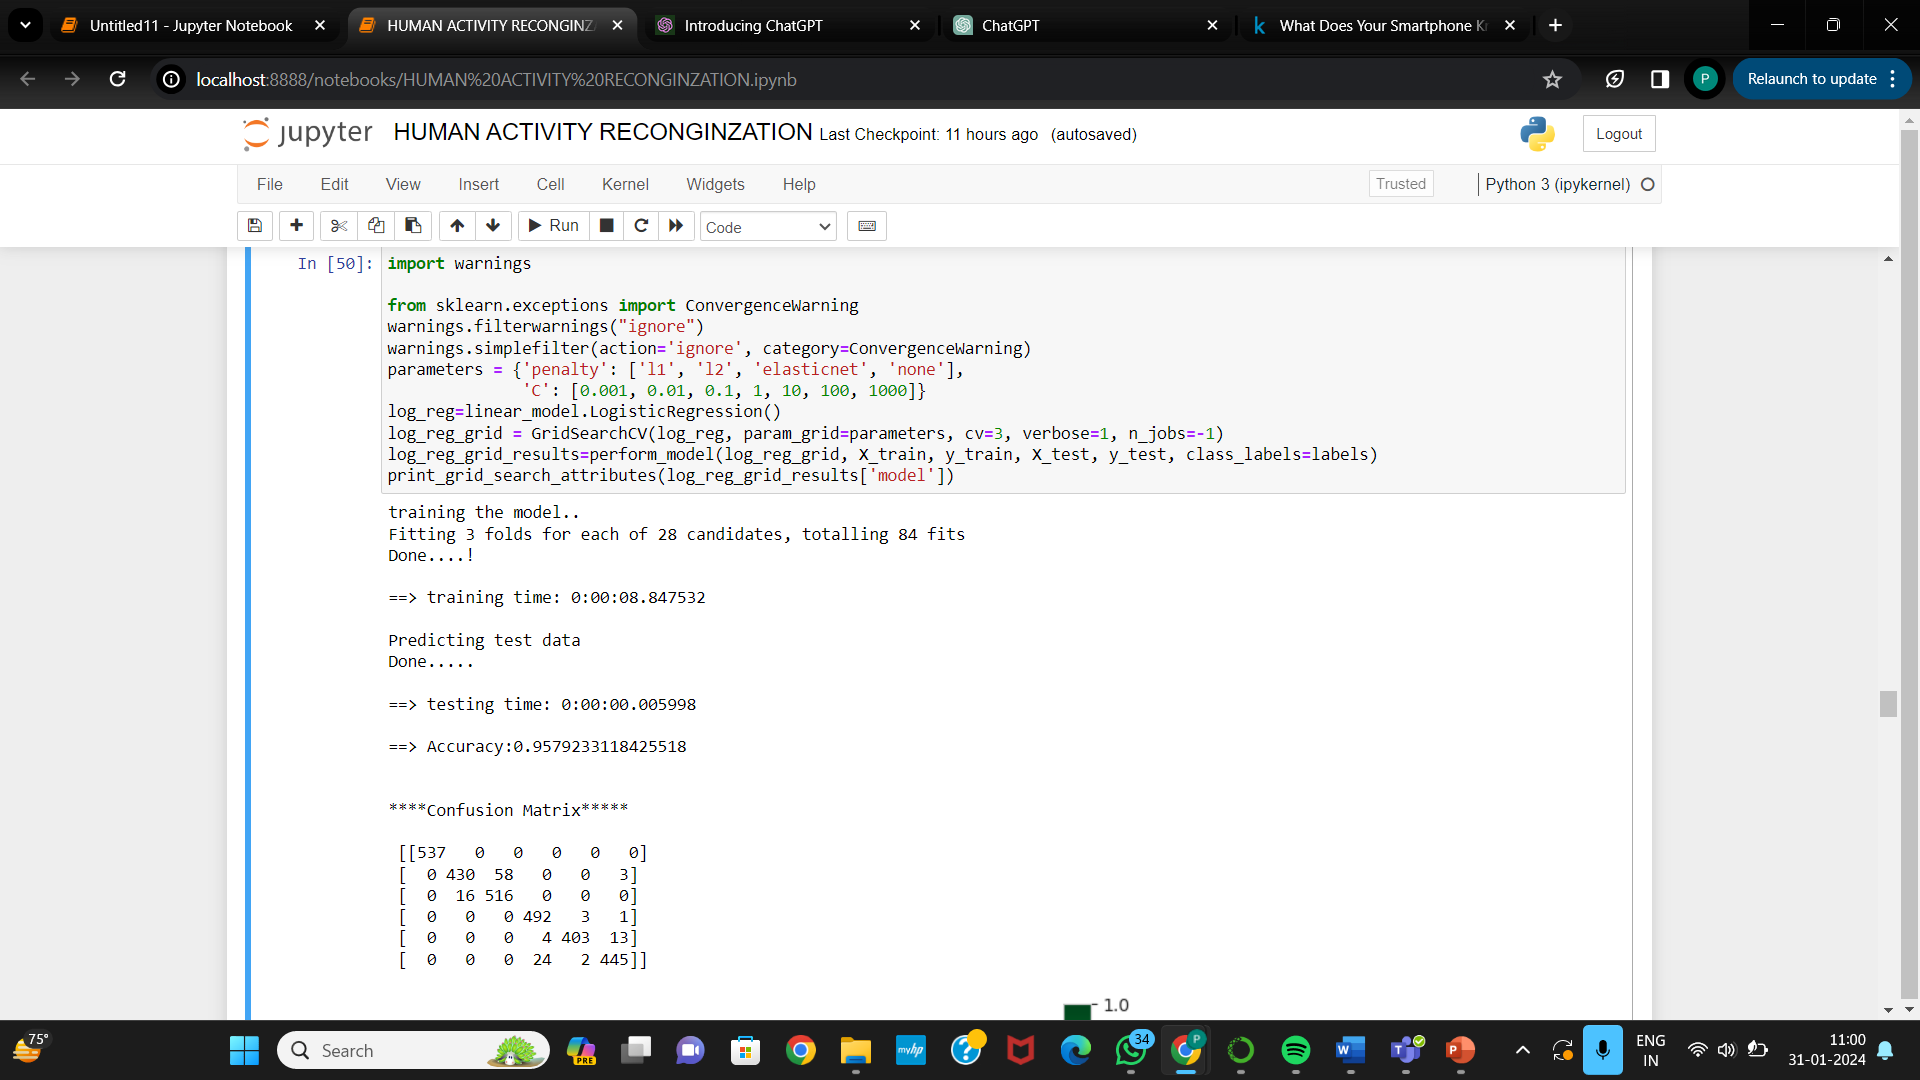 Untitled11 - Jupyter Notebook
HUMAN ACTIVITY RECONGINZ
Introducing ChatGPT
ChatGPT
What Does Your Smartphone K
localhost:8888/notebooks/HUMAN%20ACTIVITY%20RECONGINZATION.ipynb
P
Relaunch to update
jupyter
HUMAN ACTIVITY RECONGINZATION Last Checkpoint: 11 hours ago (autosaved)
Logout
File Edit View Insert Cell Kernel Widgets Help
Trusted
Python 3 (ipykernel)
Run
Code
In [50]:
import warnings
from sklearn.exceptions import ConvergenceWarning
warnings.filterwarnings("ignore")
warnings.simplefilter(action='ignore', category=ConvergenceWarning)
parameters = {'penalty': ['l1', 'l2', 'elasticnet', 'none'],
'C': [0.001, 0.01, 0.1, 1, 10, 100, 1000]}
log_reg=linear_model.LogisticRegression()
log_reg_grid = GridSearchCV(log_reg, param_grid=parameters, cv=3, verbose=1, n_jobs=-1)
log_reg_grid_results=perform_model(log_reg_grid, X_train, y_train, X_test, y_test, class_labels=labels)
print_grid_search_attributes(log_reg_grid_results['model'])
training the model..
Fitting 3 folds for each of 28 candidates, totalling 84 fits
Done....!
==> training time: 0:00:08.847532
Predicting test data
Done.....
==> testing time: 0:00:00.005998
==> Accuracy:0.9579233118425518
****Confusion Matrix*****
[[537 0 0 0 0 0]
[ 0 430 58 0 0 3]
[ 0 16 516 0 0 0]
[ 0 0 0 492 3 1]
[ 0 0 0 4 403 13]
[ 0 0 0 24 2 445]]
1.0
75°
Search
PRE
myhp
34
P
ENG
IN
11:00
31-01-2024